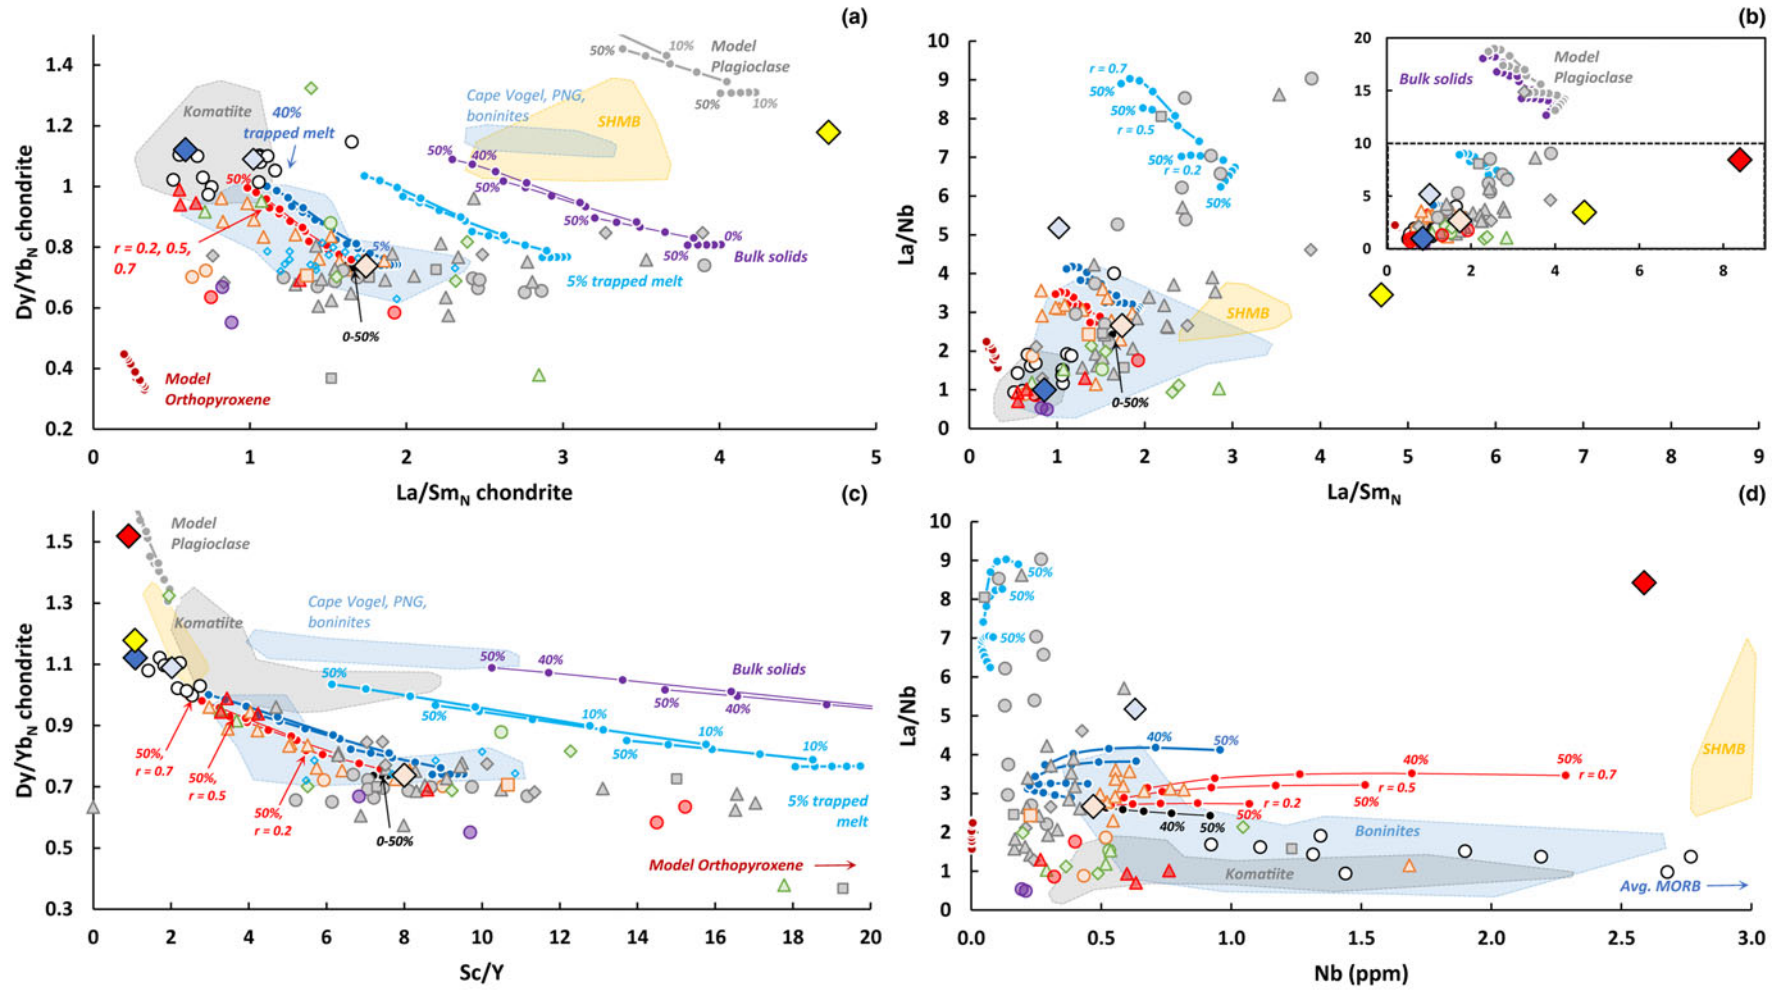 (a)
Dy/YbN chondrite
1.4
1.2
1
0.8
0.6
0.4
0.2
0
1
2
3
4
5
La/SmN chondrite
Komatiite
40%
trapped melt
50%
r = 0.2, 0.5,
0.7
5%
0-50%
Model
Orthopyroxene
Cape Vogel, PNG,
boninites
SHMB
50%
10%
Model
Plagioclase
50%
10%
50%
40%
50%
50%
0%
50%
Bulk solids
5% trapped melt
(b)
La/Nb
10
9
8
7
6
5
4
3
2
1
0
0
1
2
3
4
5
6
7
8
9
La/SmN
r = 0.7
50%
50%
r = 0.5
50%
r = 0.2
50%
SHMB
0-50%
20
15
10
5
0
0
2
4
6
8
Bulk solids
Model
Plagioclase
(c)
Dy/YbN chondrite
1.5
1.3
1.1
0.9
0.7
0.5
0.3
0
2
4
6
8
10
12
14
16
18
20
Sc/Y
Model
Plagioclase
Komatiite
Cape Vogel, PNG,
boninites
50%
40%
Bulk solids
50%
40%
50%
50%
10%
10%
50%
10%
5% trapped
melt
50%,
r = 0.7
50%,
r = 0.5
50%,
r = 0.2
0-50%
Model Orthopyroxene
(d)
La/Nb
10
9
8
7
6
5
4
3
2
1
0
0.0
0.5
1.0
1.5
2.0
2.5
3.0
Nb (ppm)
50%
50%
50%
40%
50%
40%
50%
r = 0.7
r = 0.5
50%
r = 0.2
50%
40%
50%
SHMB
Boninites
Komatiite
Avg. MORB